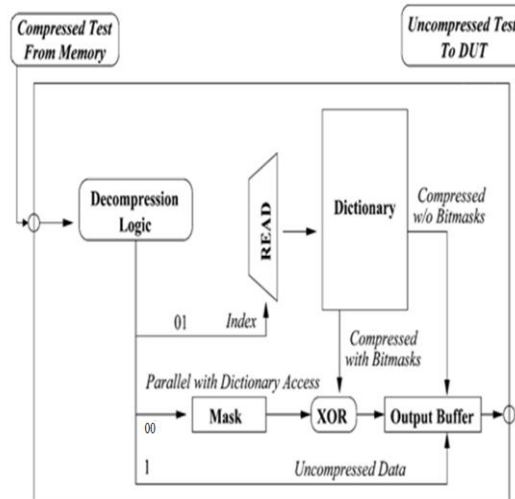 Compressed Test
From Memory
Uncompressed Test
To DUT
Decompression
Logic
READ
Dictionary
Compressed
w/o Bitmasks
01
Index
Compressed
with Bitmasks
Parallel with Dictionary Access
00
Mask
XOR
Output Buffer
1
Uncompressed Data